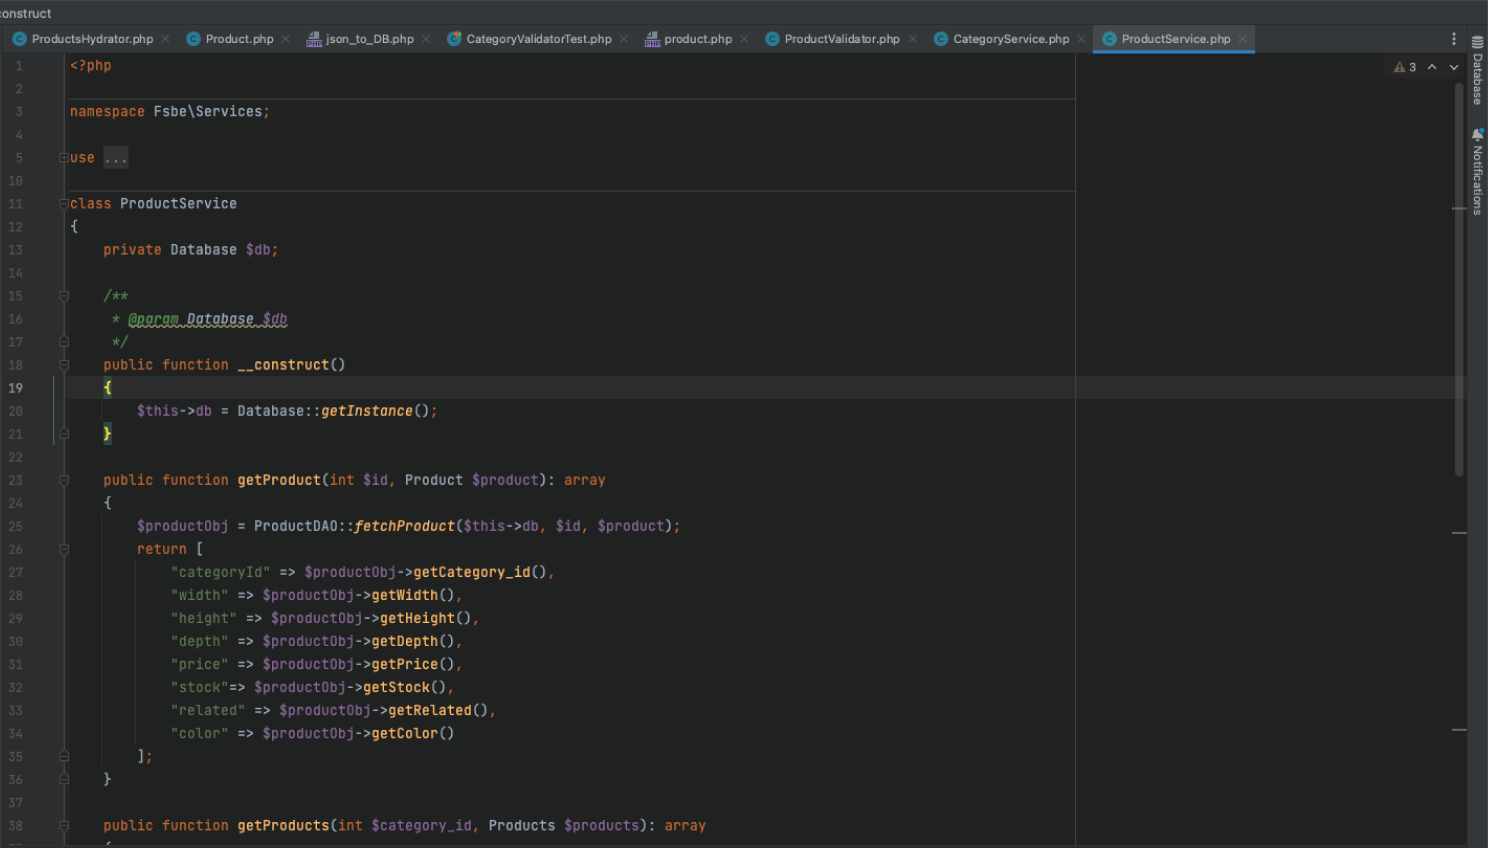 construct
ProductsHydrator.php Product.php json_to_DB.php CategoryValidatorTest.php product.php ProductValidator.php CategoryService.php ProductService.php
1 <?php
2
3 namespace Fsbe\Services;
4
5 use ...
10
11 class ProductService
12 {
13 private Database $db;
14
15 /**
16 * @param Database $db
17 */
18 public function __construct()
19 {
20 $this->db = Database::getInstance();
21 }
22
23 public function getProduct(int $id, Product $product): array
24 {
25 $productObj = ProductDAO::fetchProduct($this->db, $id, $product);
26 return [
27 "categoryId" => $productObj->getCategory_id(),
28 "width" => $productObj->getWidth(),
29 "height" => $productObj->getHeight(),
30 "depth" => $productObj->getDepth(),
31 "price" => $productObj->getPrice(),
32 "stock"=> $productObj->getStock(),
33 "related" => $productObj->getRelated(),
34 "color" => $productObj->getColor()
35 ];
36 }
37
38 public function getProducts(int $category_id, Products $products): array
3
Database
Notifications